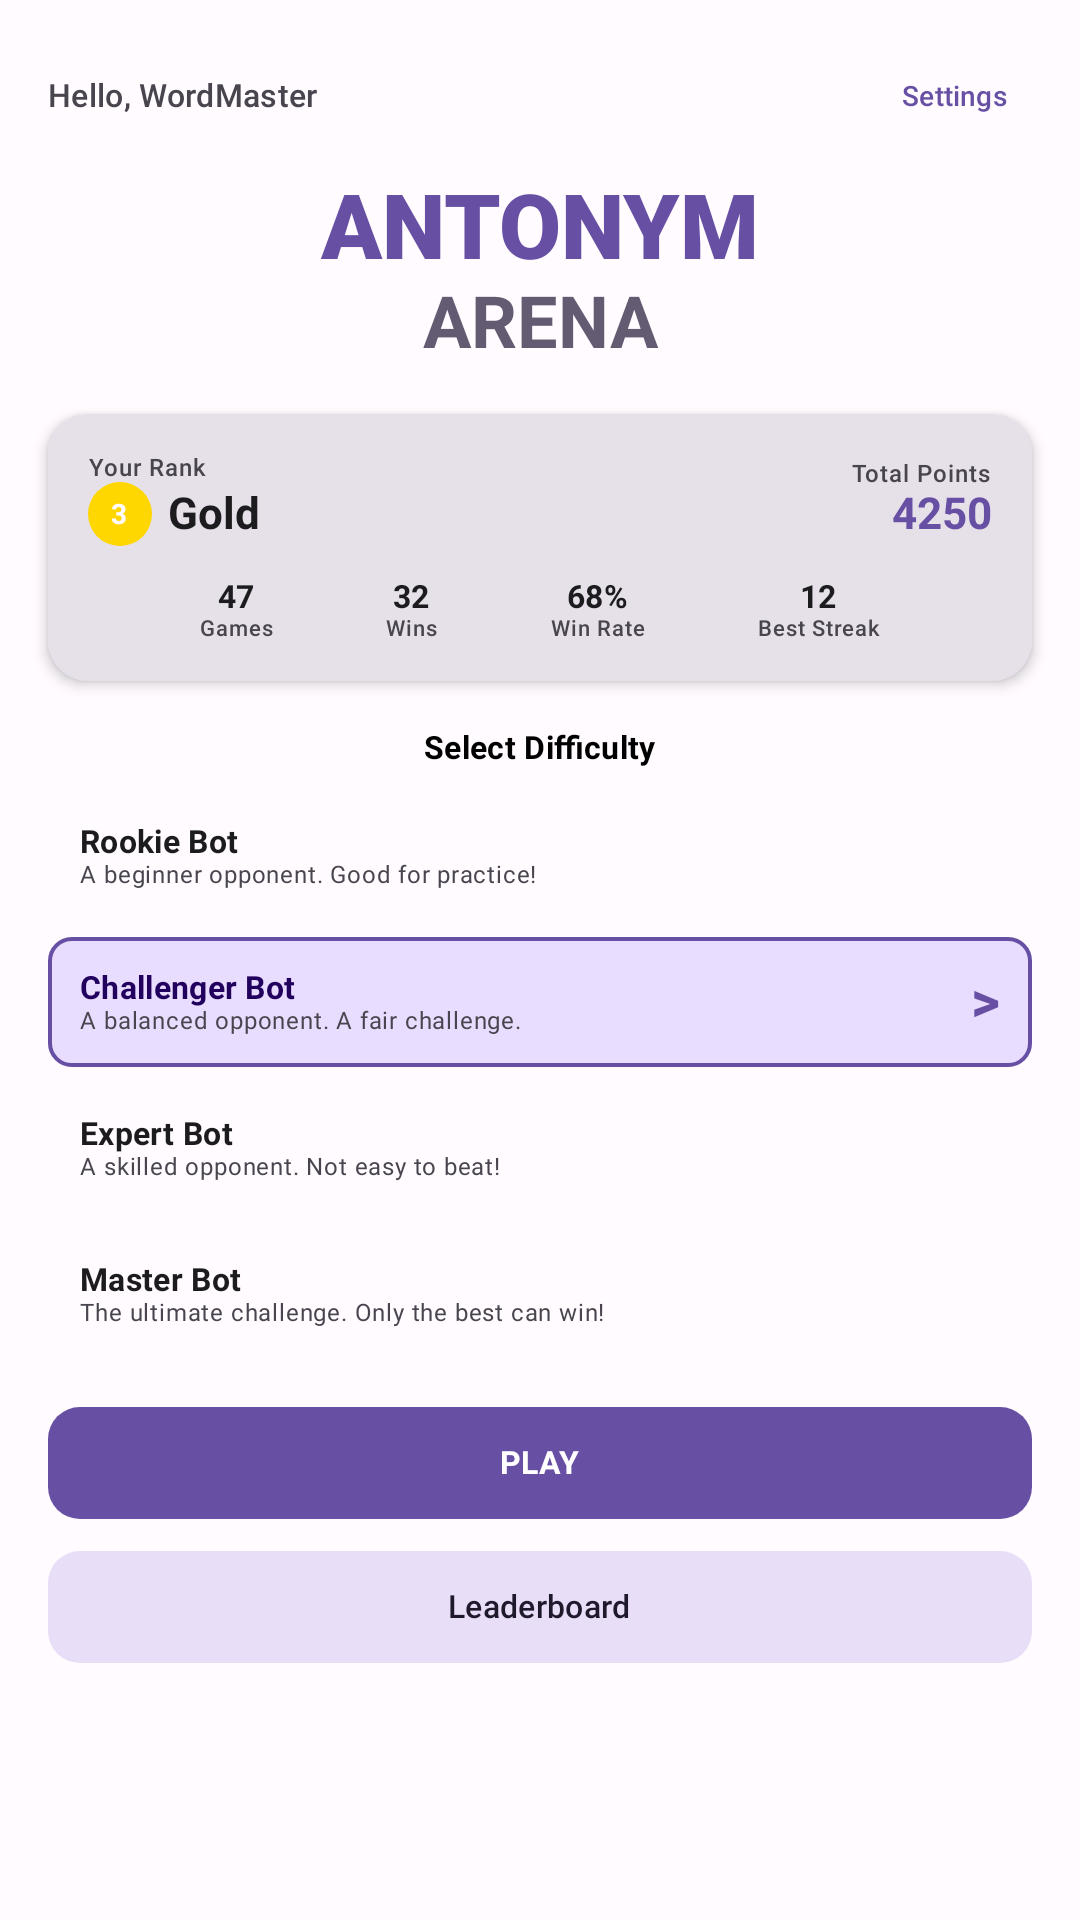 Hello, WordMaster
Settings
ANTONYM
ARENA
Your Rank
Total Points
3 Gold
4250
47
32
68%
12
Games
Wins
Win Rate
Best Streak
Select Difficulty
Rookie Bot
A beginner opponent. Good for practice!
Challenger Bot
A balanced opponent. A fair challenge.
>
Expert Bot
A skilled opponent. Not easy to beat!
Master Bot
The ultimate challenge. Only the best can win!
PLAY
Leaderboard